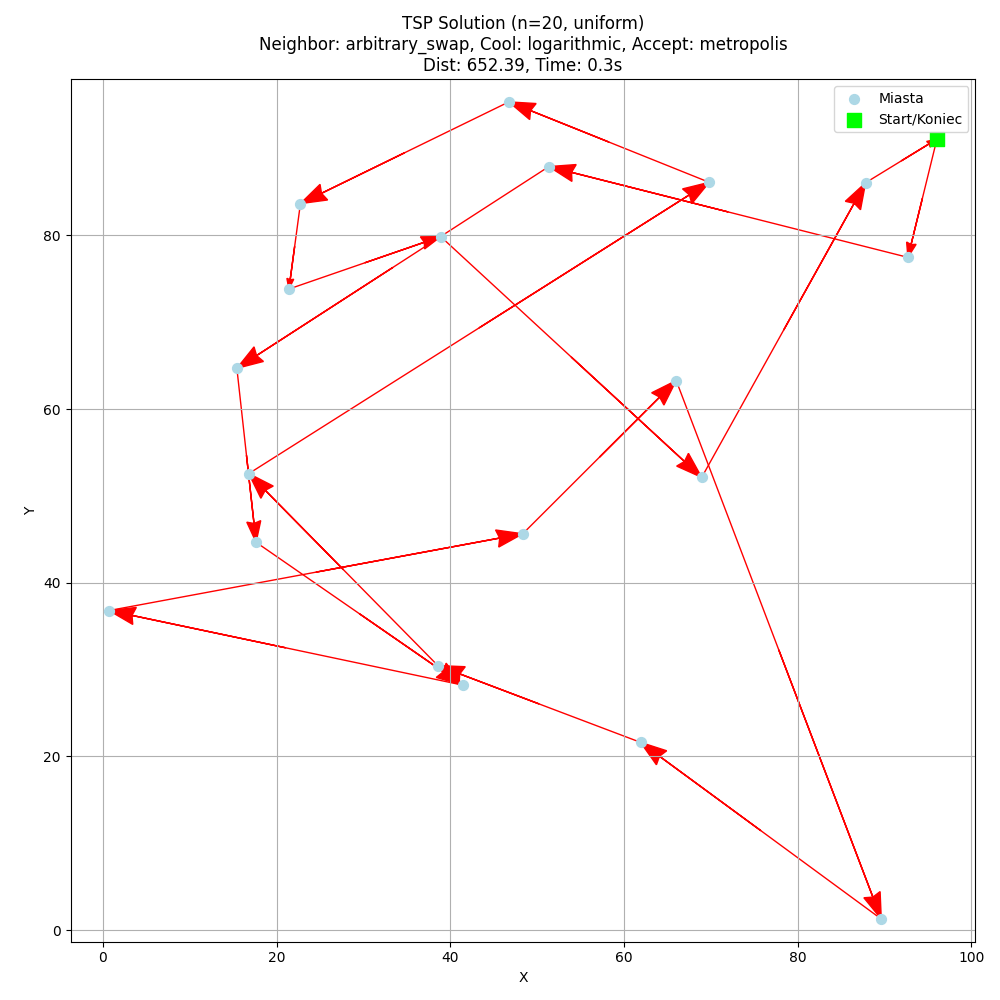 TSP Solution (n=20, uniform)
Neighbor: arbitrary_swap, Cool: logarithmic, Accept: metropolis
Dist: 652.39, Time: 0.3s
Miasta
Start/Koniec
80
60
Y
40
20
0
0 20 40 60 80 100
X